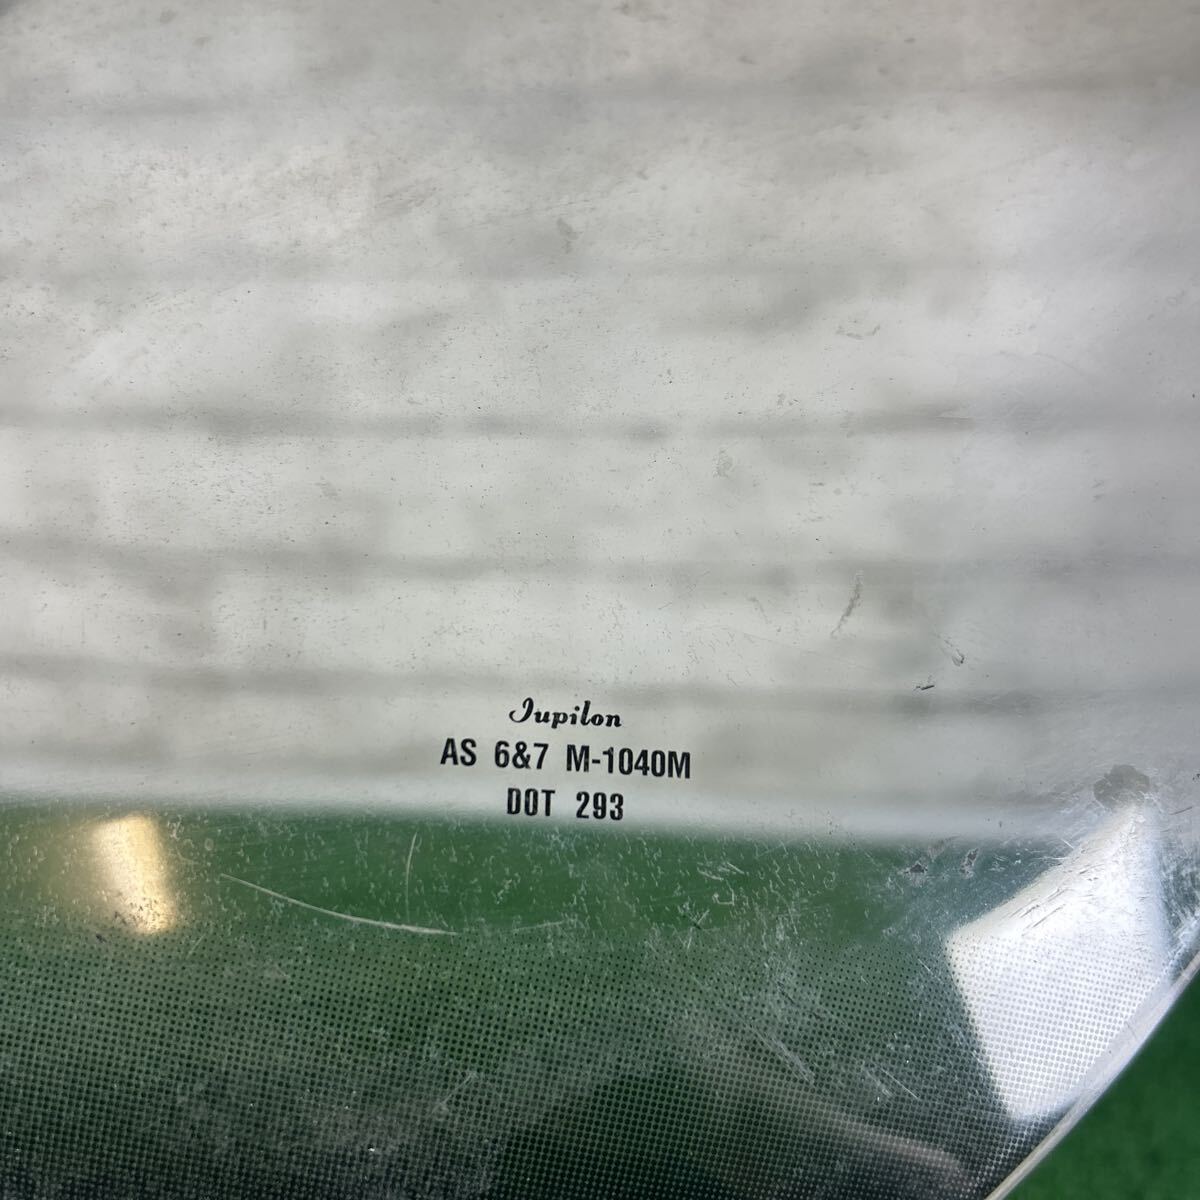 Iupilon
AS 6&7 M-1040M
DOT 293